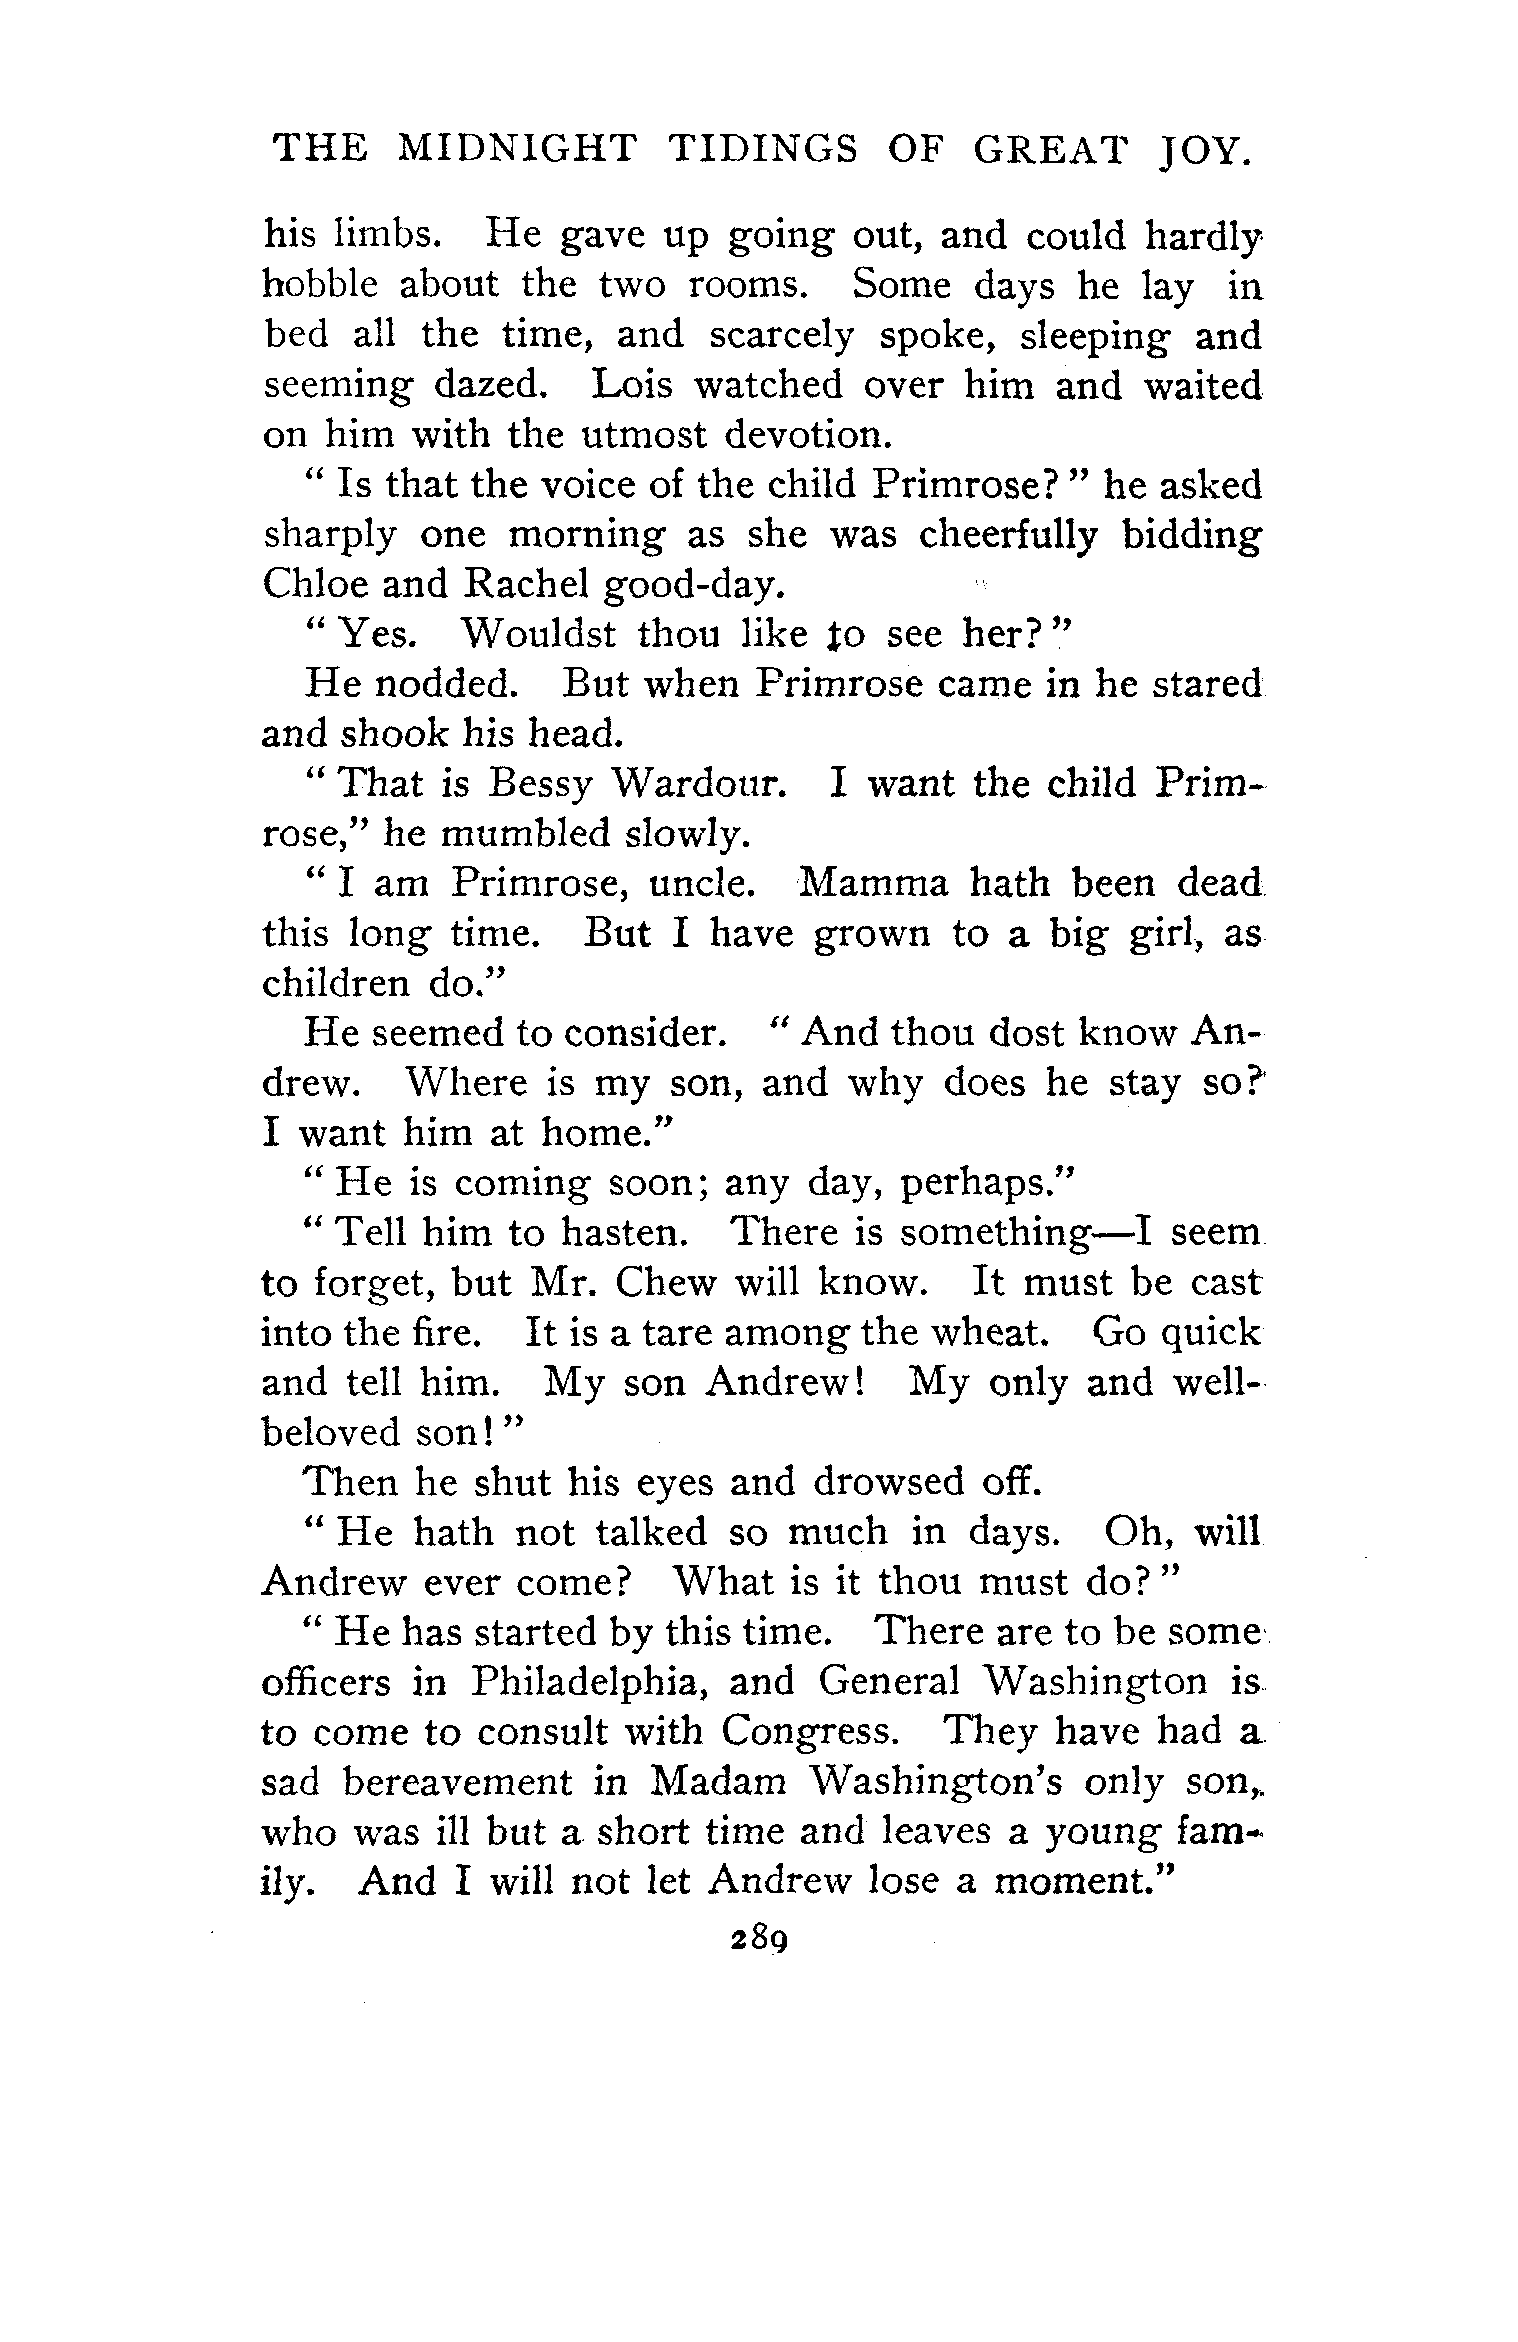 THE MIDNIGHT TIDINGS OF GREAT JOY.
his limbs. He gave up going out, and could hardly
hobble about the two rooms. Some days he lay in
bed all the time, and scarcely spoke, sleeping and
seeming dazed. Lois watched over him and waited
on him with the utmost devotion.
" Is that the voice of the child Primrose? " he asked
sharply one morning as she was cheerfully bidding
Chloe and Rachel good-day.
" Yes. Wouldst thou like to see her? "
He nodded. But when Primrose came in he stared
and shook his head.
" That is Bessy Wardour. I want the child Prim-
rose," he mumbled slowly.
" I am Primrose, uncle. Mamma hath been dead
this long time. But I have grown to a big girl, as
children do."
He seemed to consider. " And thou dost know An-
drew. Where is my son, and why does he stay so?
I want him at home."
" He is coming soon; any day, perhaps."
" Tell him to hasten. There is something—I seem
to forget, but Mr. Chew will know. It must be cast
into the fire. It is a tare among the wheat. Go quick
and tell him. My son Andrew! My only and well-
beloved son! "
Then he shut his eyes and drowsed off.
" He hath not talked so much in days. Oh, will
Andrew ever come? What is it thou must do? "
" He has started by this time. There are to be some
officers in Philadelphia, and General Washington is
to come to consult with Congress. They have had a
sad bereavement in Madam Washington's only son,
who was ill but a short time and leaves a young fam-
ily. And I will not let Andrew lose a moment."
289